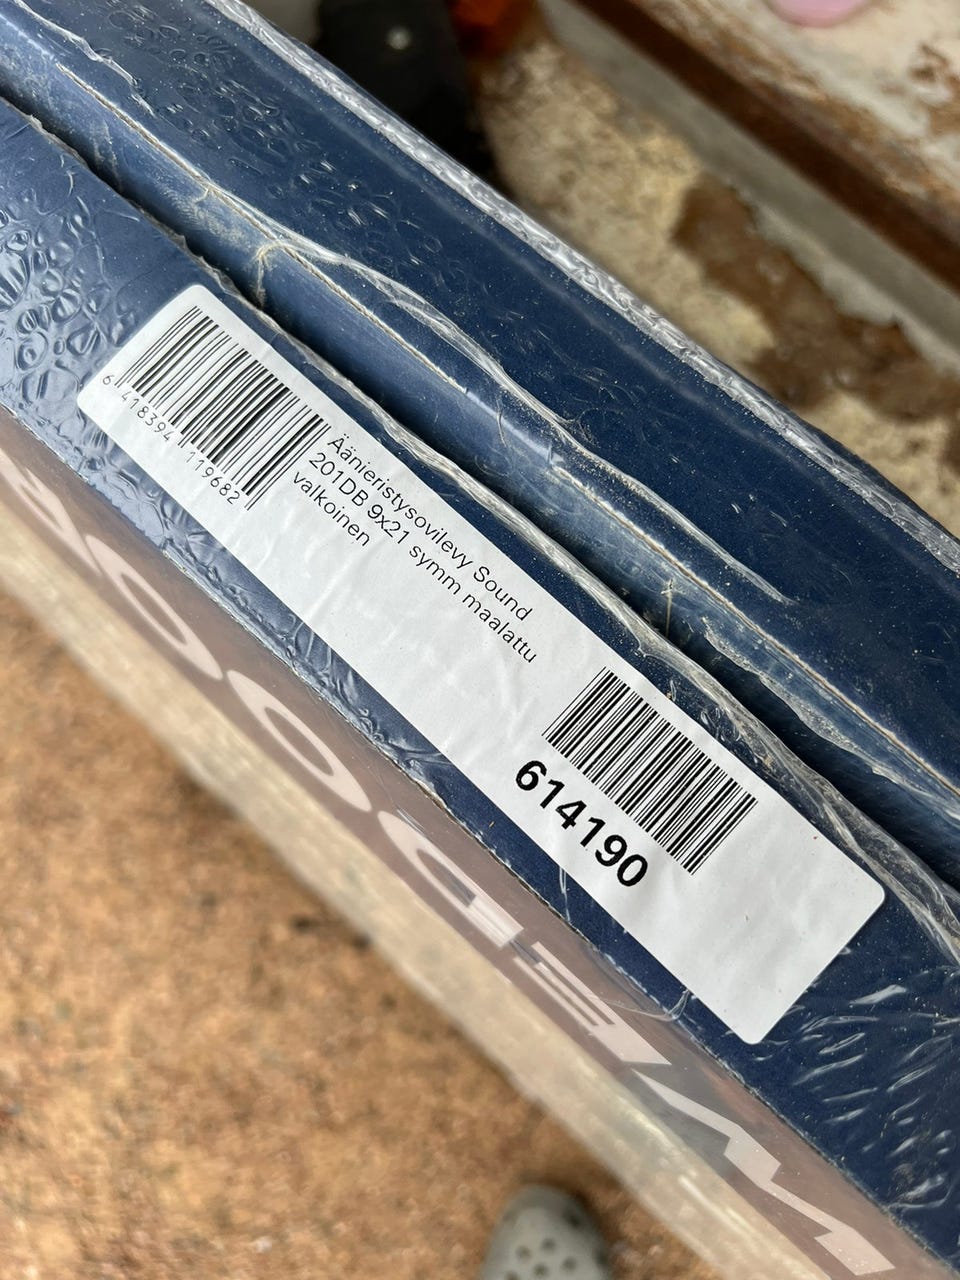 6 418394 119682
Äänieristysovilevy Sound
201DB 9x21 symm maalattu
valkoinen
614190